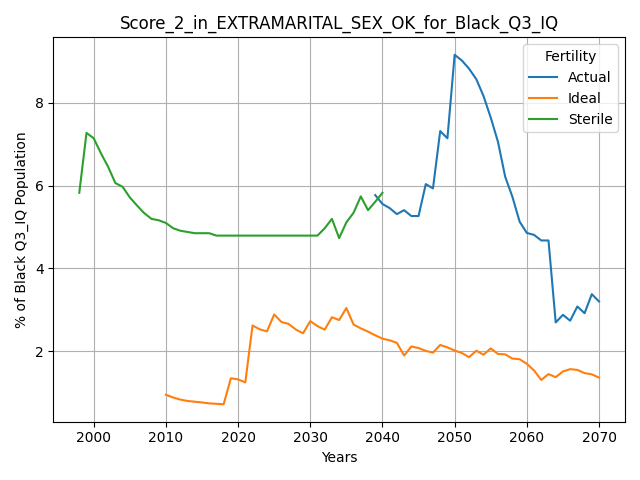 Score_2_in_EXTRAMARITAL_SEX_OK_for_Black_Q3_IQ
% of Black Q3_IQ Population
8
6
4
2
Fertility
Actual
Ideal
Sterile
2000 2010 2020 2030 2040 2050 2060 2070
Years